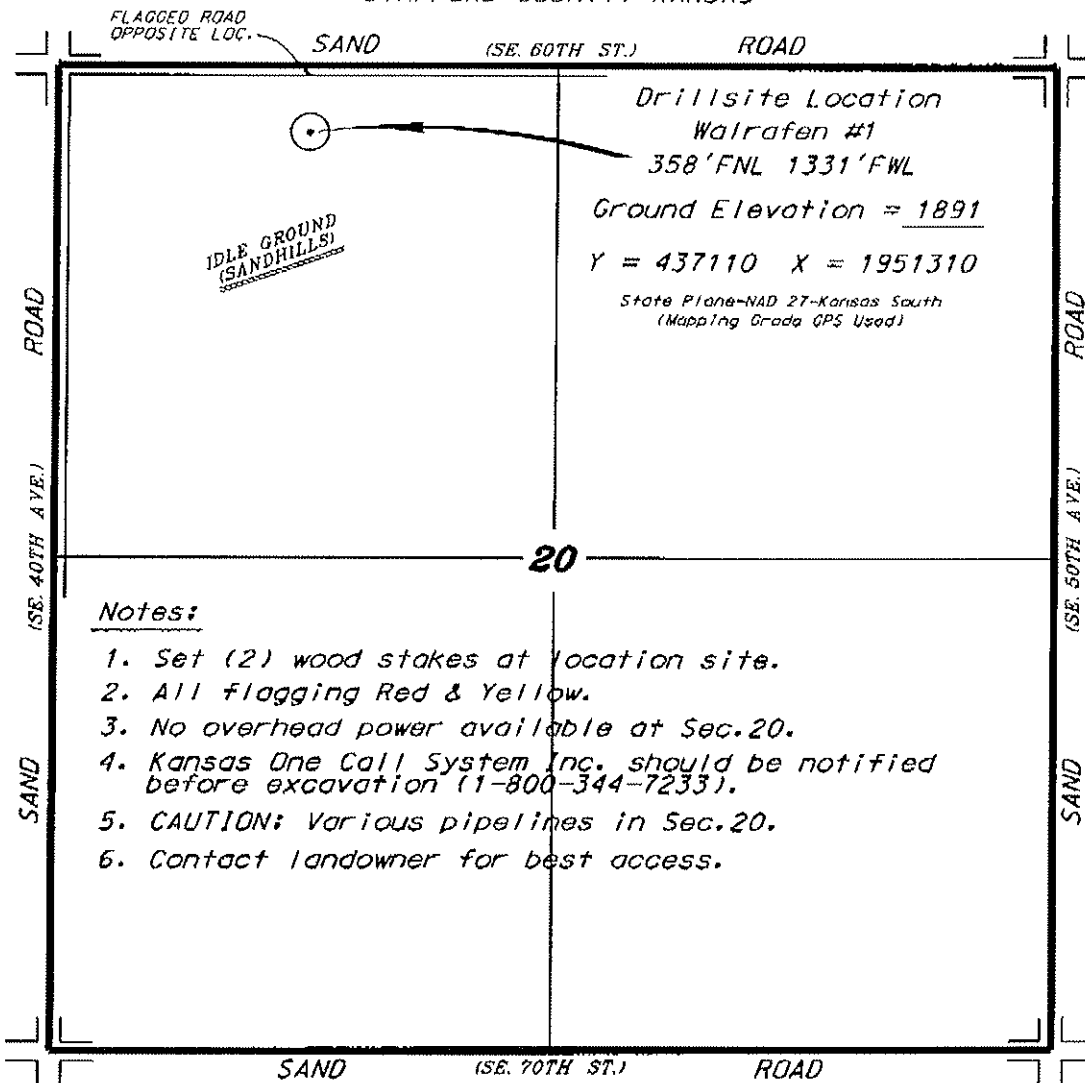 FLAGGED ROAD
OPPOSITE LOC.
SAND (SE. 60TH ST.) ROAD
Drillsite Location
Walrafen #1
358'FNL 1331'FWL
Ground Elevation = 1891
Y = 437110 X = 1951310
State Plane-NAD 27-Kansas South
(Mapping Grade GPS Used)
IDLE GROUND
(SANDHILLS)
ROAD
(SE. 40TH AVE.)
SAND
ROAD
(SE. 50TH AVE.)
SAND
20
Notes:
1. Set (2) wood stakes at location site.
2. All flagging Red & Yellow.
3. No overhead power available at Sec.20.
4. Kansas One Call System Inc. should be notified
before excavation (1-800-344-7233).
5. CAUTION: Various pipelines in Sec.20.
6. Contact landowner for best access.
SAND (SE. 70TH ST.) ROAD